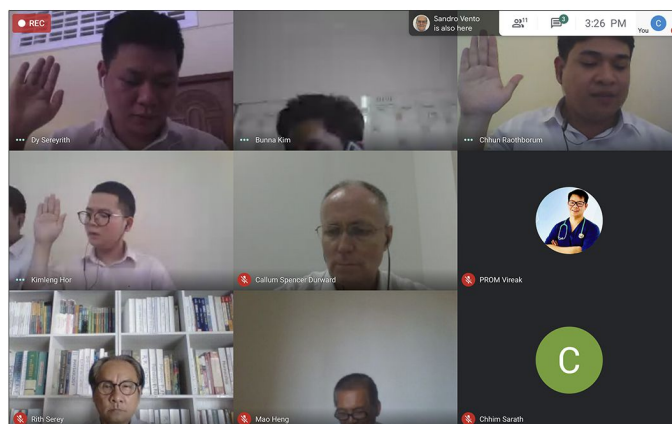 REC
Sandro Vento
is also here
11
3
3:26 PM
You
C
Dy Sereyrith
Bunna Kim
Chhun Raothborum
Kimleng Hor
Callum Spencer Durward
PROM Vireak
Rith Serey
Mao Heng
C
Chhim Sarath